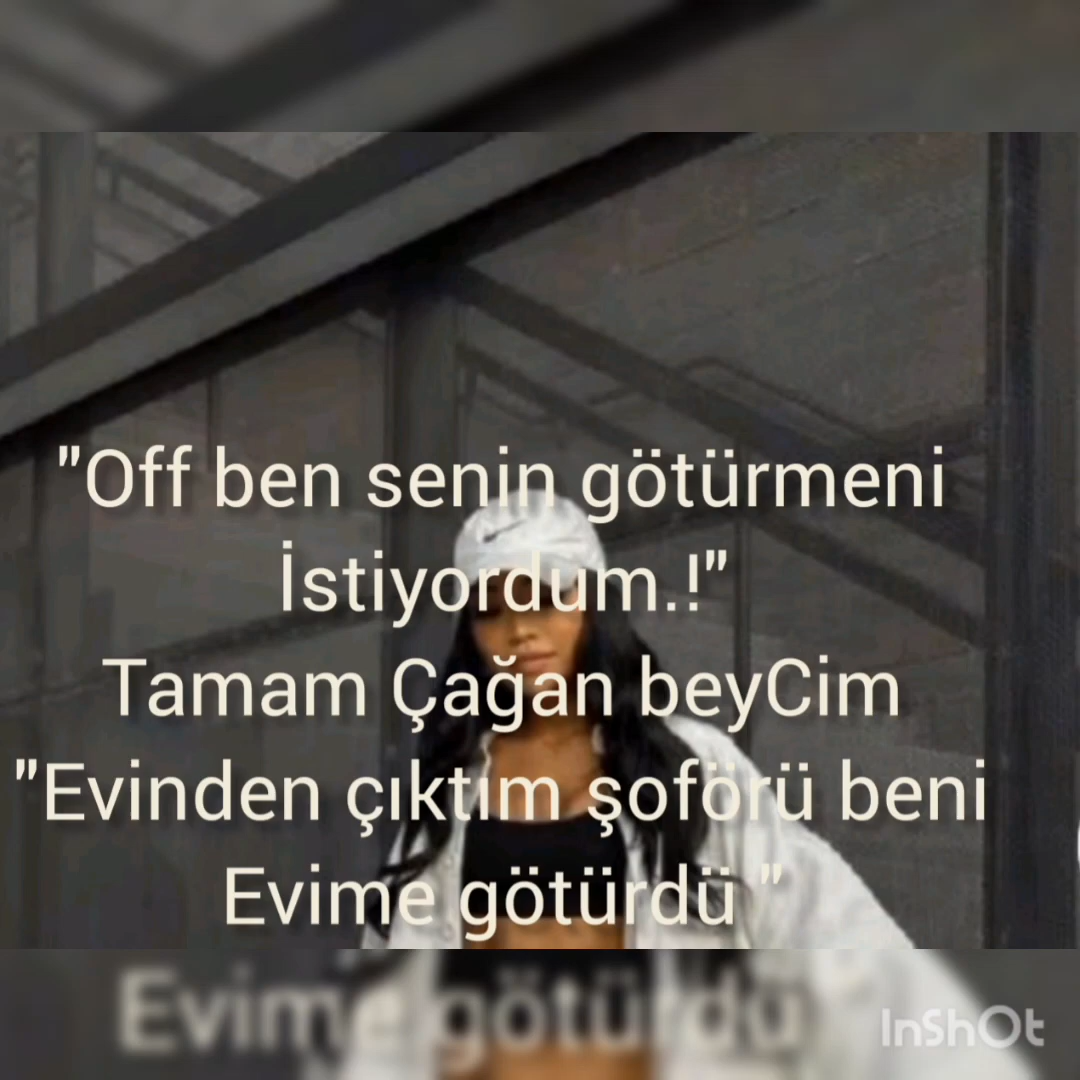 "Off ben senin götürmeni
İstiyordum.!"
Tamam Çağan beyCim
"Evinden çıktım şoförü beni
Evime götürdü "
Evime götürdü
InShOt